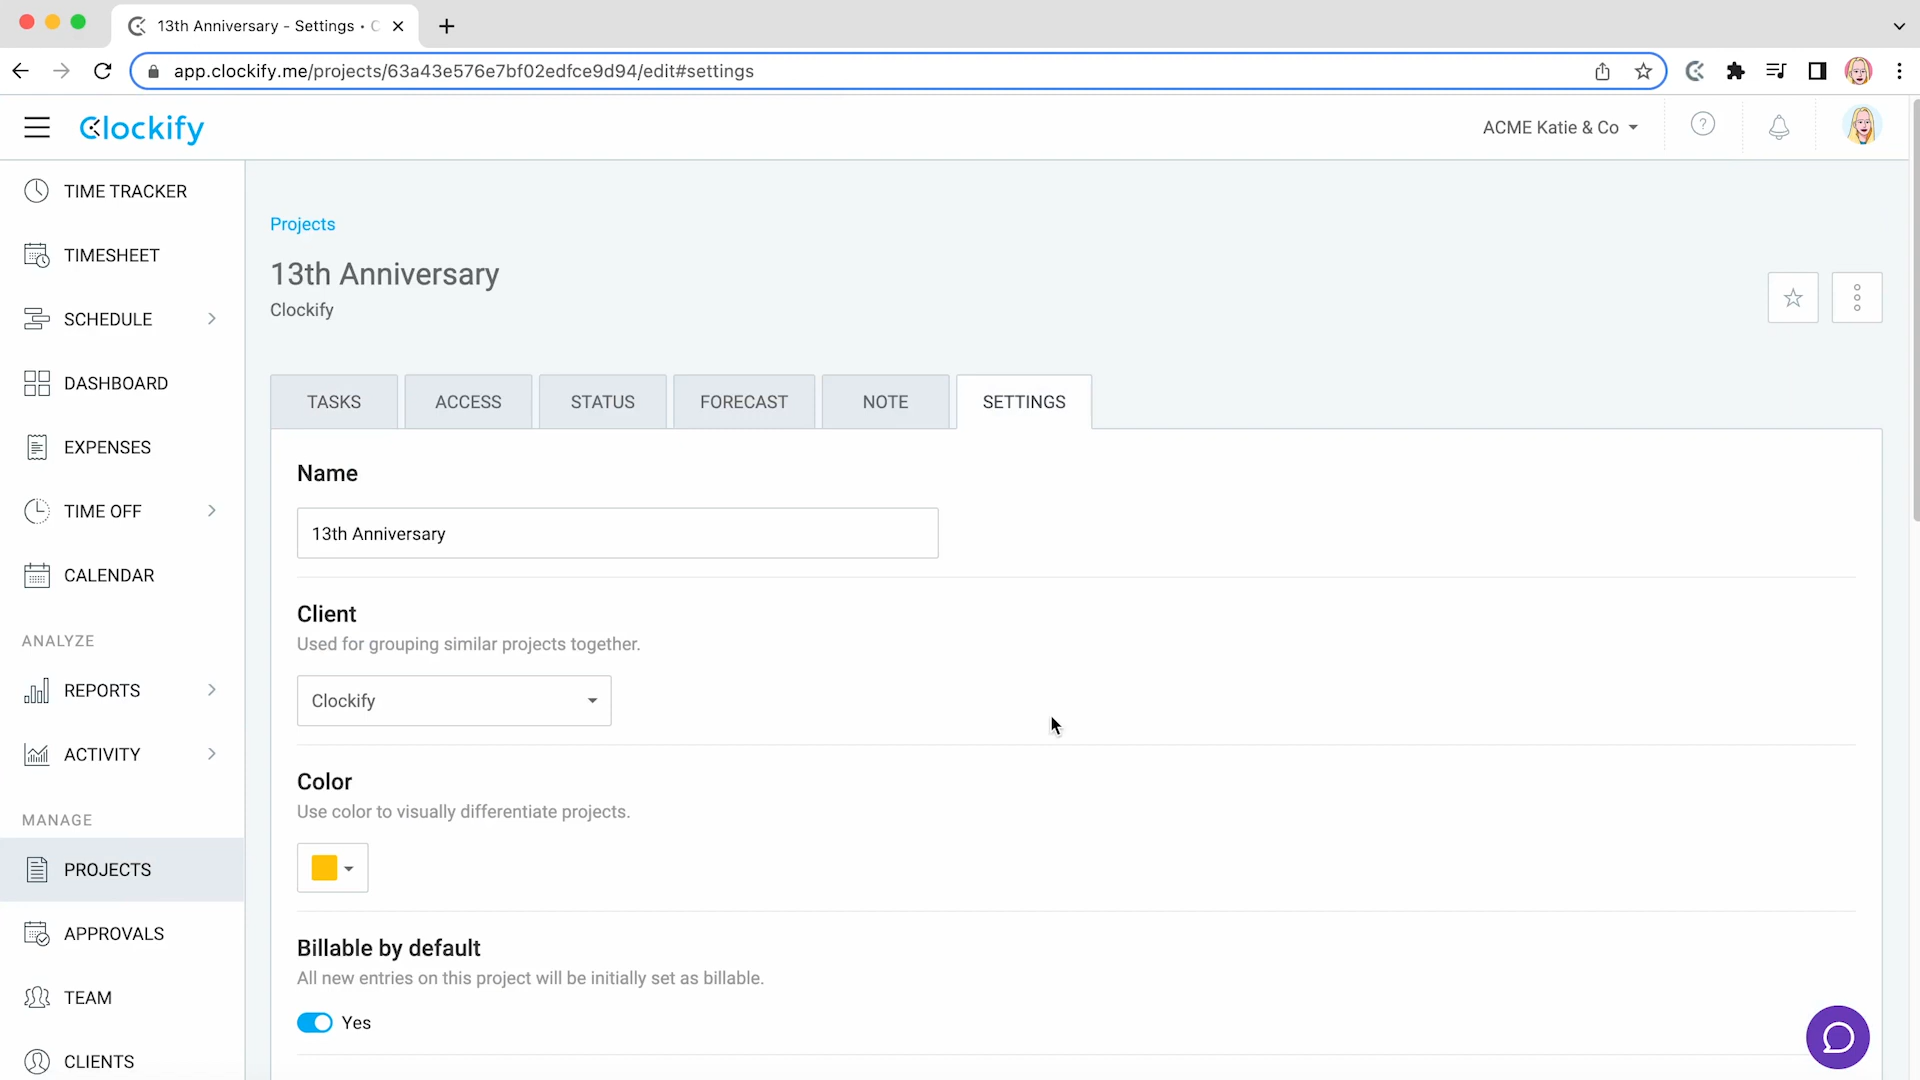 13th Anniversary - Settings • C
app.clockify.me/projects/63a43e576e7bf02edfce9d94/edit#settings
Clockify
ACME Katie & Co
?
TIME TRACKER
TIMESHEET
SCHEDULE
DASHBOARD
EXPENSES
TIME OFF
CALENDAR
ANALYZE
REPORTS
ACTIVITY
MANAGE
PROJECTS
APPROVALS
TEAM
CLIENTS
Projects
13th Anniversary
Clockify
TASKS
ACCESS
STATUS
FORECAST
NOTE
SETTINGS
Name
13th Anniversary
Client
Used for grouping similar projects together.
Clockify
Color
Use color to visually differentiate projects.
Billable by default
All new entries on this project will be initially set as billable.
Yes